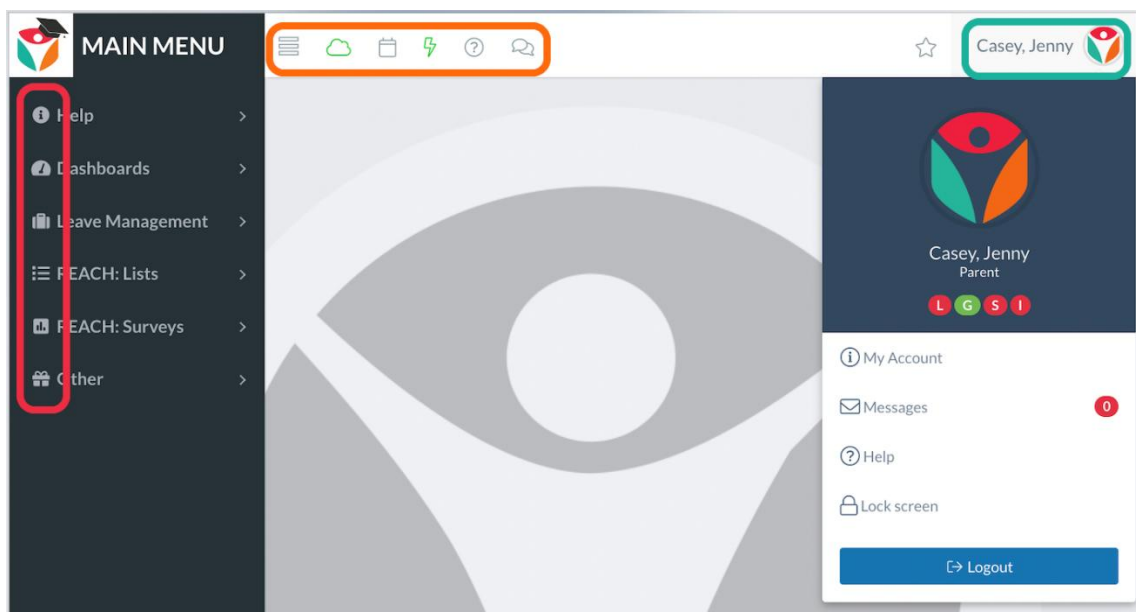 MAIN MENU
Casey, Jenny
Help
Dashboards
Leave Management
REACH: Lists
REACH: Surveys
Other
Casey, Jenny
Parent
L G S I
My Account
Messages 0
Help
Lock screen
Logout